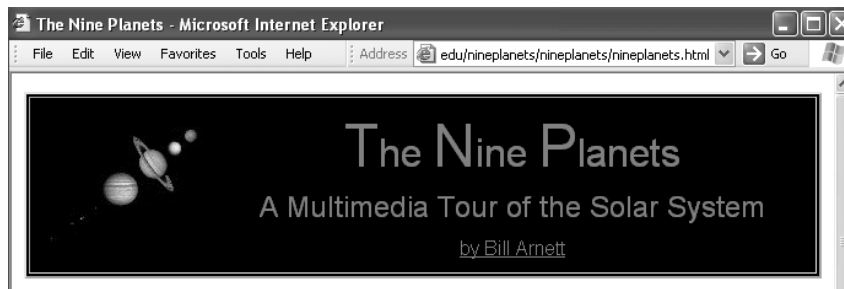 The Nine Planets - Microsoft Internet Explorer
File Edit View Favorites Tools Help Address edu/nineplanets/nineplanets/nineplanets.html Go
The Nine Planets
A Multimedia Tour of the Solar System
by Bill Arnett